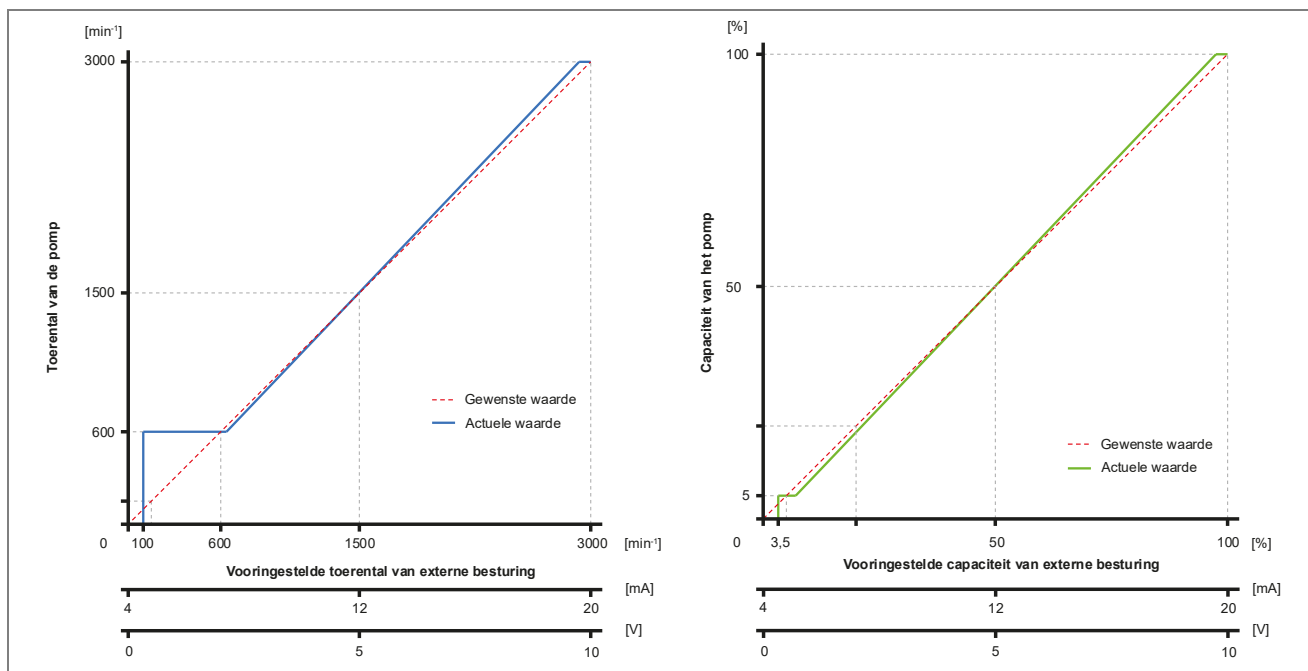 [min⁻¹]
3000
1500
600
Toerental van de pomp
Gewenste waarde
Actuele waarde
0 100 600 1500 3000 [min⁻¹]
Vooringestelde toerental van externe besturing
[mA]
4 12 20
[V]
0 5 10
[%]
100
50
5
Capaciteit van het pomp
Gewenste waarde
Actuele waarde
0 3,5 50 100 [%]
Vooringestelde capaciteit van externe besturing
[mA]
4 12 20
[V]
0 5 10